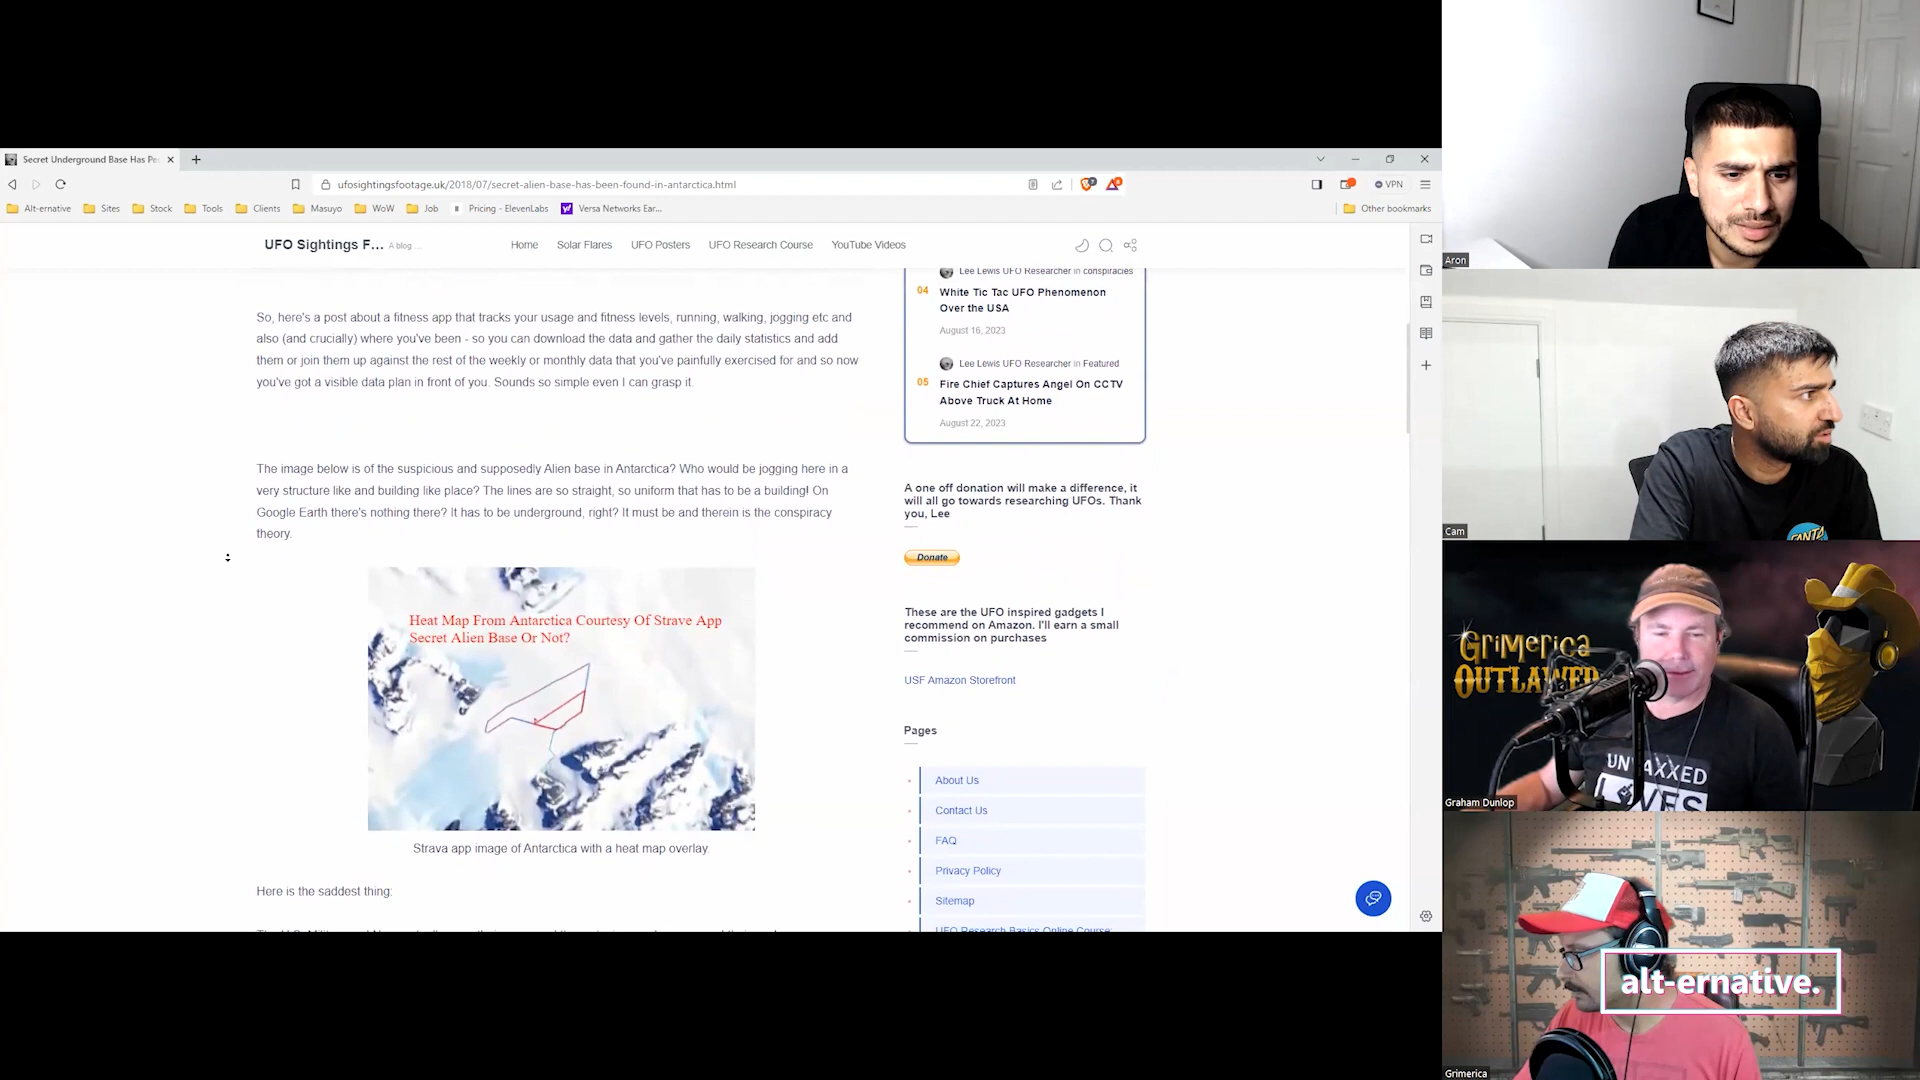 Secret Underground Base Has Pe
ufosightingsfootage.uk/2018/07/secret-alien-base-has-been-found-in-antarctica.html
VPN
Alt-ernative
Sites
Stock
Tools
Clients
Masuyo
WoW
Job
Pricing - ElevenLabs
Versa Networks Ear...
Other bookmarks
UFO Sightings F... A blog ...
Home
Solar Flares
UFO Posters
UFO Research Course
YouTube Videos
So, here's a post about a fitness app that tracks your usage and fitness levels, running, walking, jogging etc and
also (and crucially) where you've been - so you can download the data and gather the daily statistics and add
them or join them up against the rest of the weekly or monthly data that you've painfully exercised for and so now
you've got a visible data plan in front of you. Sounds so simple even I can grasp it.
The image below is of the suspicious and supposedly Alien base in Antarctica? Who would be jogging here in a
very structure like and building like place? The lines are so straight, so uniform that has to be a building! On
Google Earth there's nothing there? It has to be underground, right? It must be and therein is the conspiracy
theory.
Heat Map From Antarctica Courtesy Of Strave App
Secret Alien Base Or Not?
Strava app image of Antarctica with a heat map overlay.
Here is the saddest thing:
Lee Lewis UFO Researcher in conspiracies
04
White Tic Tac UFO Phenomenon
Over the USA
August 16, 2023
Lee Lewis UFO Researcher in Featured
05
Fire Chief Captures Angel On CCTV
Above Truck At Home
August 22, 2023
A one off donation will make a difference, it
will all go towards researching UFOs. Thank
you, Lee
Donate
These are the UFO inspired gadgets I
recommend on Amazon. I'll earn a small
commission on purchases
USF Amazon Storefront
Pages
About Us
Contact Us
FAQ
Privacy Policy
Sitemap
UFO Research Basics Online Course:
Aron
Cam
GRIMERICA
OUTLAWED
UNVAXXED
Graham Dunlop
alt-ernative.
Grimerica